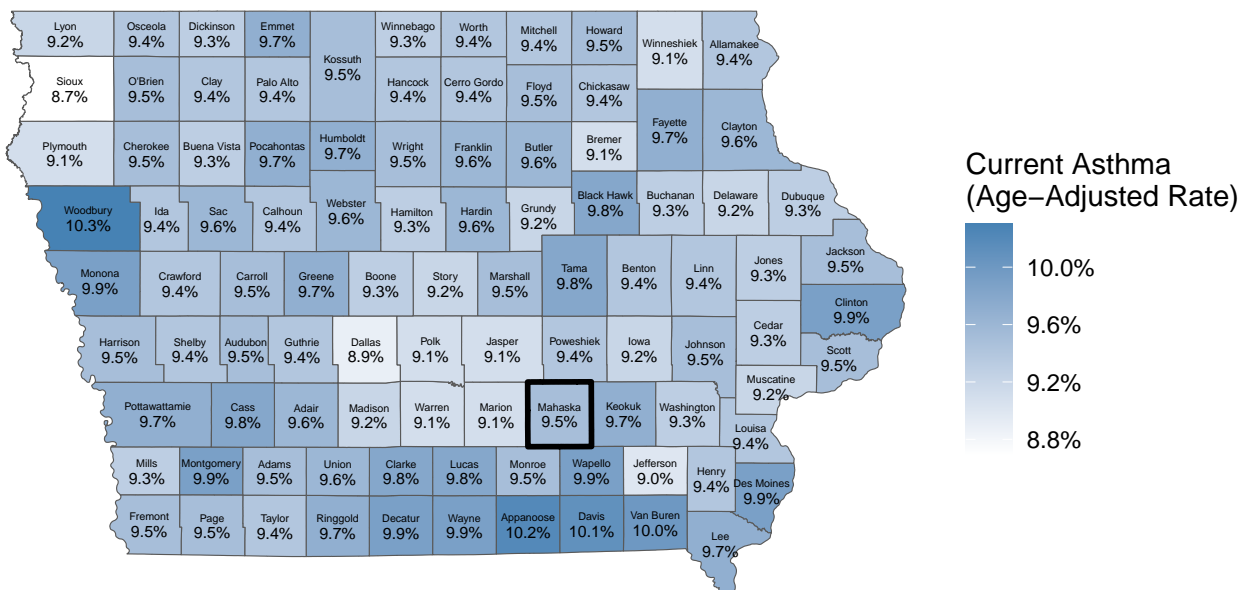 Lyon
9.2%
Osceola
9.4%
Dickinson
9.3%
Emmet
9.7%
Kossuth
9.5%
Winnebago
9.3%
Worth
9.4%
Mitchell
9.4%
Howard
9.5%
Winneshiek
9.1%
Allamakee
9.4%
Sioux
8.7%
O'Brien
9.5%
Clay
9.4%
Palo Alto
9.4%
Hancock
9.4%
Cerro Gordo
9.4%
Floyd
9.5%
Chickasaw
9.4%
Fayette
9.7%
Clayton
9.6%
Plymouth
9.1%
Cherokee
9.5%
Buena Vista
9.3%
Pocahontas
9.7%
Humboldt
9.7%
Wright
9.5%
Franklin
9.6%
Butler
9.6%
Bremer
9.1%
Woodbury
10.3%
Ida
9.4%
Sac
9.6%
Calhoun
9.4%
Webster
9.6%
Hamilton
9.3%
Hardin
9.6%
Grundy
9.2%
Black Hawk
9.8%
Buchanan
9.3%
Delaware
9.2%
Dubuque
9.3%
Monona
9.9%
Crawford
9.4%
Carroll
9.5%
Greene
9.7%
Boone
9.3%
Story
9.2%
Marshall
9.5%
Tama
9.8%
Benton
9.4%
Linn
9.4%
Jones
9.3%
Jackson
9.5%
Clinton
9.9%
Harrison
9.5%
Shelby
9.4%
Audubon
9.5%
Guthrie
9.4%
Dallas
8.9%
Polk
9.1%
Jasper
9.1%
Poweshiek
9.4%
Iowa
9.2%
Johnson
9.5%
Cedar
9.3%
Scott
9.5%
Muscatine
9.2%
Pottawattamie
9.7%
Cass
9.8%
Adair
9.6%
Madison
9.2%
Warren
9.1%
Marion
9.1%
Mahaska
9.5%
Keokuk
9.7%
Washington
9.3%
Louisa
9.4%
Mills
9.3%
Montgomery
9.9%
Adams
9.5%
Union
9.6%
Clarke
9.8%
Lucas
9.8%
Monroe
9.5%
Wapello
9.9%
Jefferson
9.0%
Henry
9.4%
Des Moines
9.9%
Fremont
9.5%
Page
9.5%
Taylor
9.4%
Ringgold
9.7%
Decatur
9.9%
Wayne
9.9%
Appanoose
10.2%
Davis
10.1%
Van Buren
10.0%
Lee
9.7%
Current Asthma
(Age−Adjusted Rate)
10.0%
9.6%
9.2%
8.8%